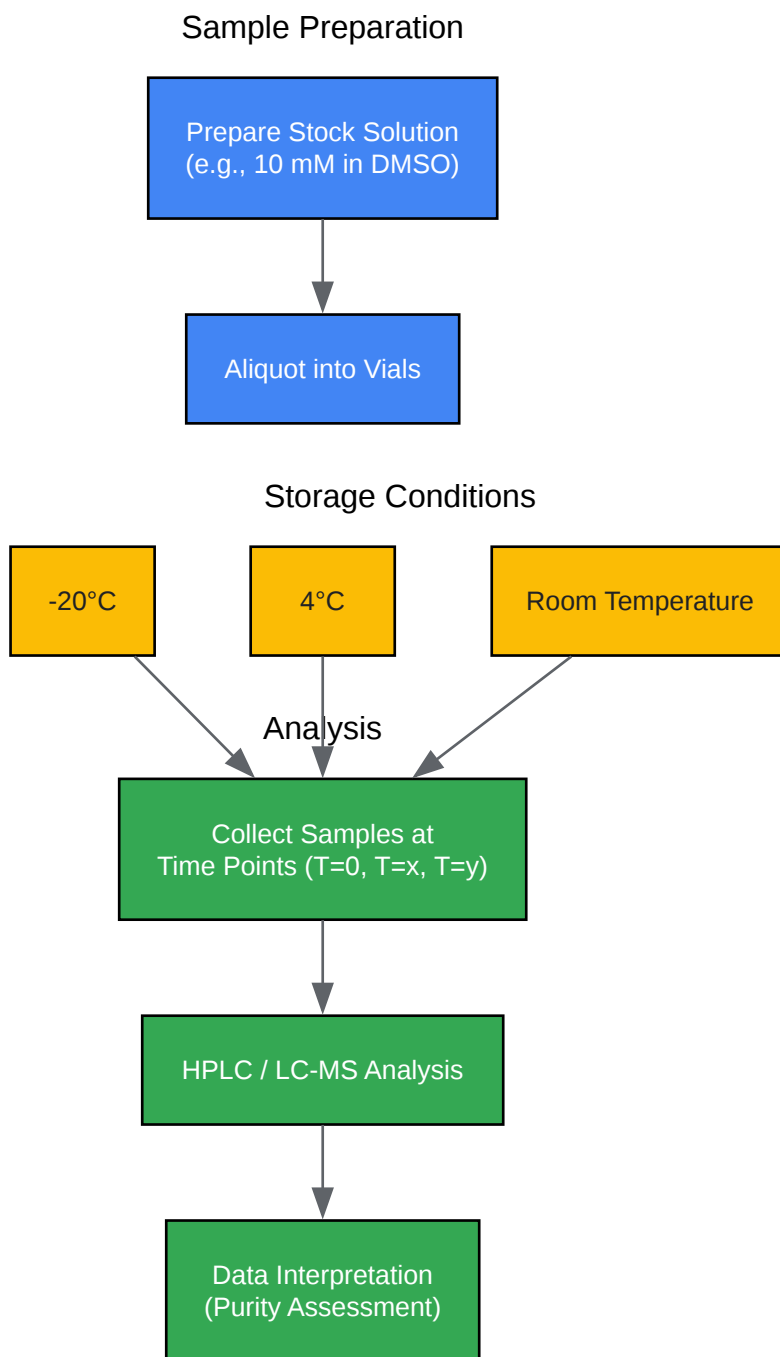 Sample Preparation
Prepare Stock Solution
(e.g., 10 mM in DMSO)
Aliquot into Vials
Storage Conditions
-20°C
4°C
Room Temperature
Analysis
Collect Samples at
Time Points (T=0, T=x, T=y)
HPLC / LC-MS Analysis
Data Interpretation
(Purity Assessment)